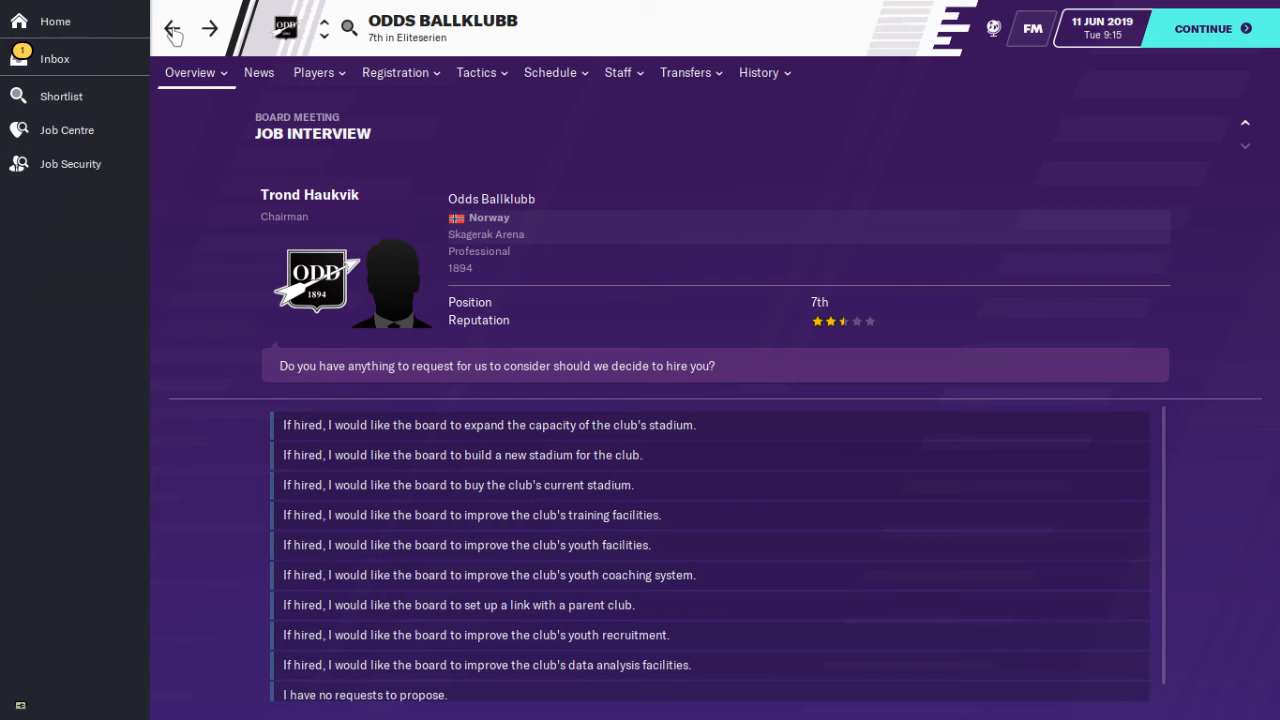 Home
1
Inbox
Shortlist
Job Centre
Job Security
ODDS BALLKLUBB
7th in Eliteserien
FM
11 JUN 2019
Tue 9:15
CONTINUE
Overview
News
Players
Registration
Tactics
Schedule
Staff
Transfers
History
BOARD MEETING
JOB INTERVIEW
Trond Haukvik
Chairman
ODD
1894
Odds Ballklubb
Norway
Skagerak Arena
Professional
1894
Position 7th
Reputation
Do you have anything to request for us to consider should we decide to hire you?
If hired, I would like the board to expand the capacity of the club's stadium.
If hired, I would like the board to build a new stadium for the club.
If hired, I would like the board to buy the club's current stadium.
If hired, I would like the board to improve the club's training facilities.
If hired, I would like the board to improve the club's youth facilities.
If hired, I would like the board to improve the club's youth coaching system.
If hired, I would like the board to set up a link with a parent club.
If hired, I would like the board to improve the club's youth recruitment.
If hired, I would like the board to improve the club's data analysis facilities.
I have no requests to propose.